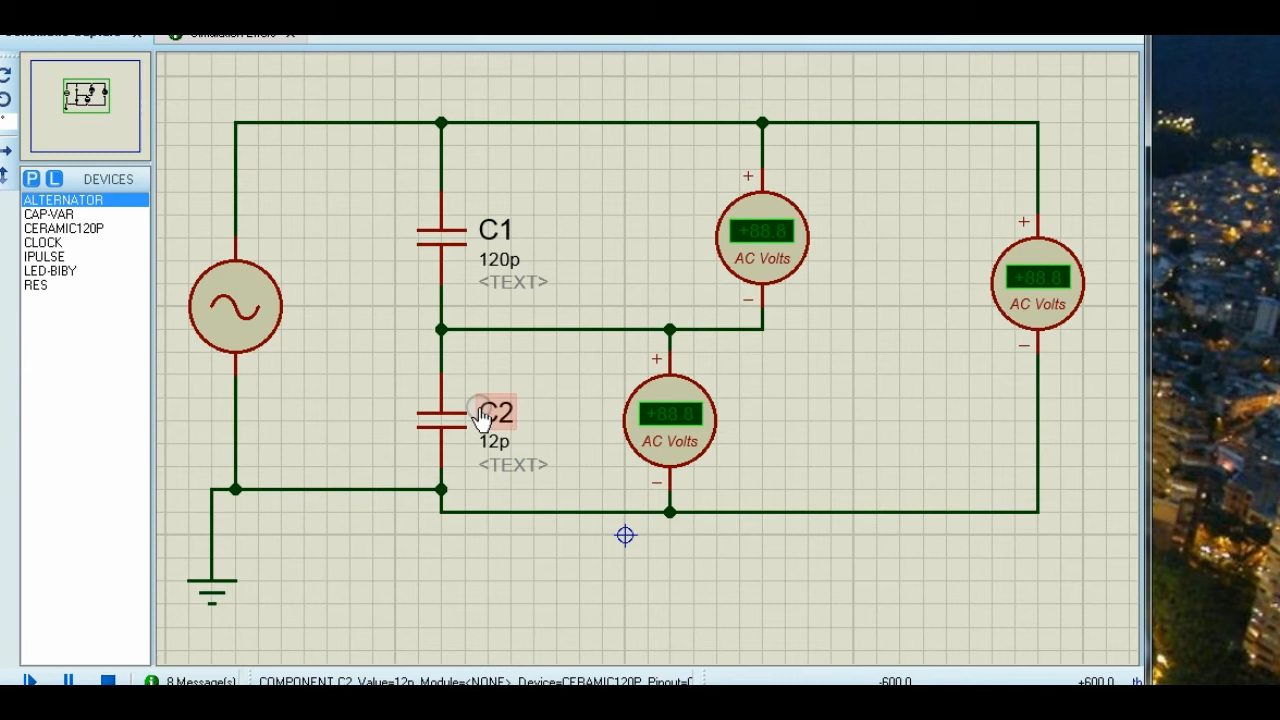 P L DEVICES
ALTERNATOR
CAP-VAR
CERAMIC120P
CLOCK
IPULSE
LED-BIBY
RES
C1
120p
<TEXT>
+
+88.8
AC Volts
−
+
+88.8
AC Volts
−
C2
12p
<TEXT>
+
+88.8
AC Volts
−
8 Message(s)
COMPONENT C2, Value=12p, Module=<NONE>, Device=CERAMIC120P, Pinout=
-600.0
+600.0
th